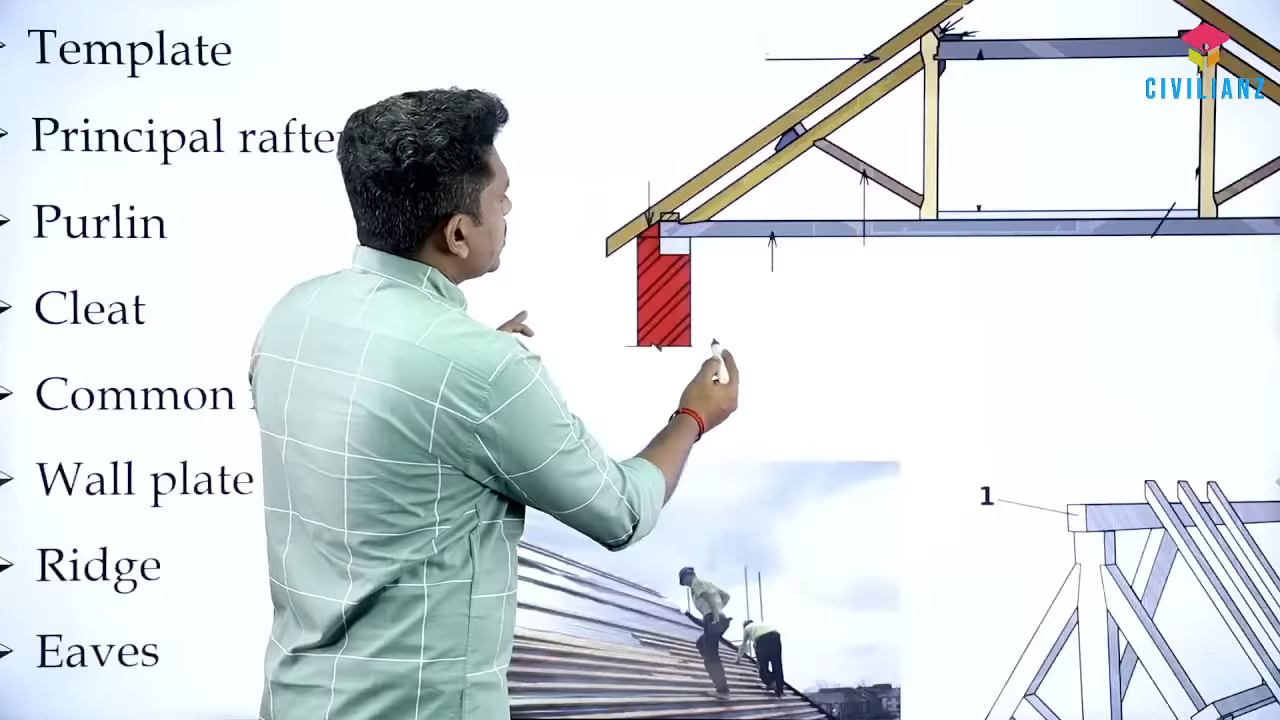 Template
Principal rafte
Purlin
Cleat
Common
Wall plate
Ridge
Eaves
CIVILIANZ
1